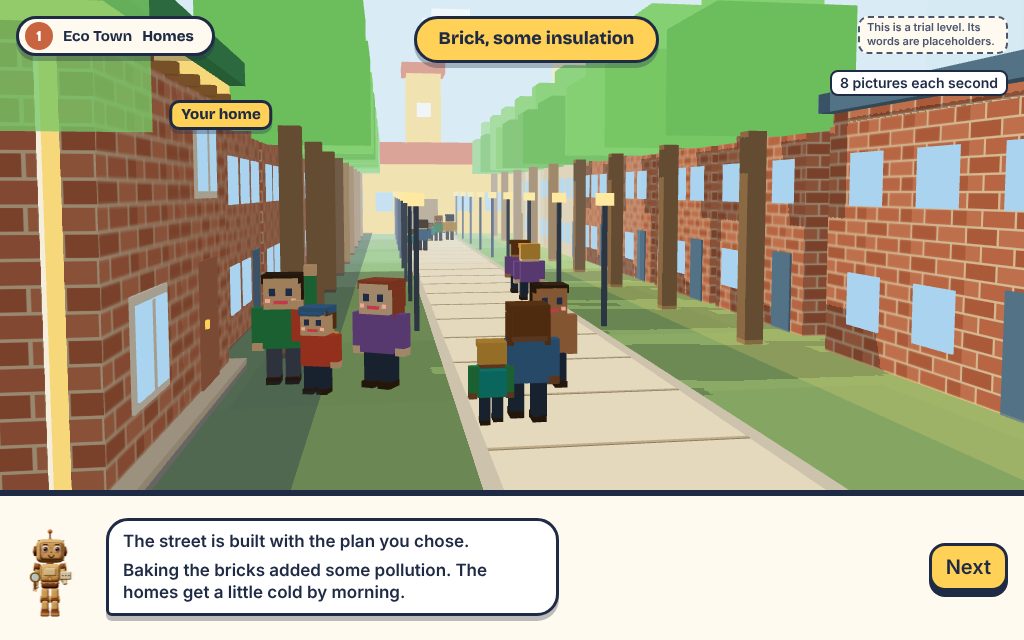 1 Eco Town Homes
Brick, some insulation
This is a trial level. Its
words are placeholders.
8 pictures each second
Your home
The street is built with the plan you chose.
Baking the bricks added some pollution. The
homes get a little cold by morning.
Next